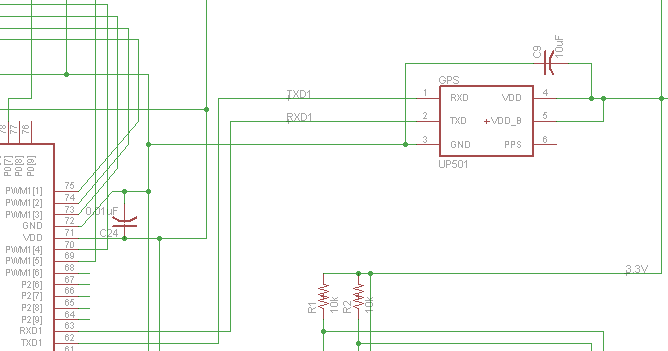 C9
10uF
GPS
TXD1
1
RXD
VDD
4
RXD1
2
TXD
+VDD_B
5
3
GND
PPS
6
UP501
78
77
76
P0[7]
P0[8]
P0[9]
PWM1[1]
75
PWM1[2]
74
PWM1[3]
73
0.01uF
GND
72
C24
VDD
71
PWM1[4]
70
PWM1[5]
69
PWM1[6]
68
P2[6]
67
P2[7]
66
P2[8]
65
P2[9]
64
RXD1
63
TXD1
62
61
3.3V
R1
10k
R2
10k